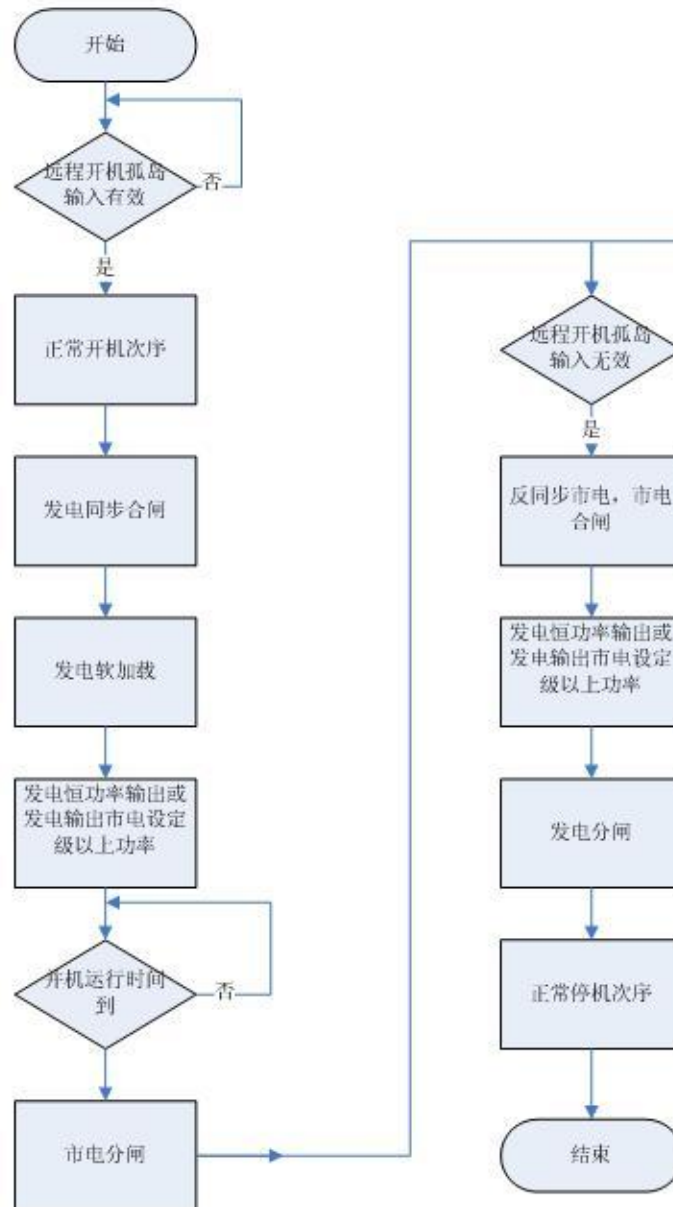 开始
远程开机孤岛
输入有效
否
是
正常开机次序
发电同步合闸
发电软加载
发电恒功率输出或
发电输出市电设定
级以上功率
并机运行时间
到
否
市电分闸
远程开机孤岛
输入无效
是
反同步市电，市电
合闸
发电恒功率输出或
发电输出市电设定
级以上功率
发电分闸
正常停机次序
结束